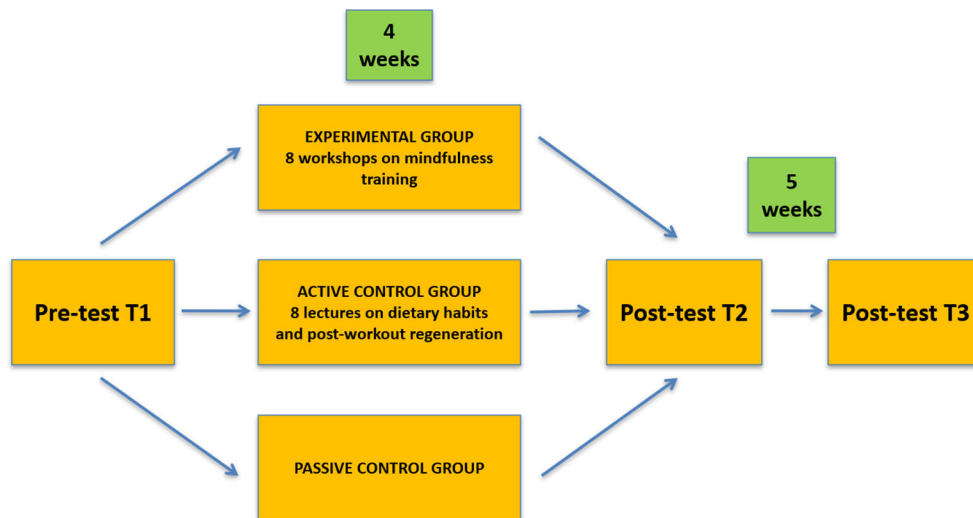 4
weeks
EXPERIMENTAL GROUP
8 workshops on mindfulness
training
5
weeks
Pre-test T1
ACTIVE CONTROL GROUP
8 lectures on dietary habits
and post-workout regeneration
Post-test T2
Post-test T3
PASSIVE CONTROL GROUP